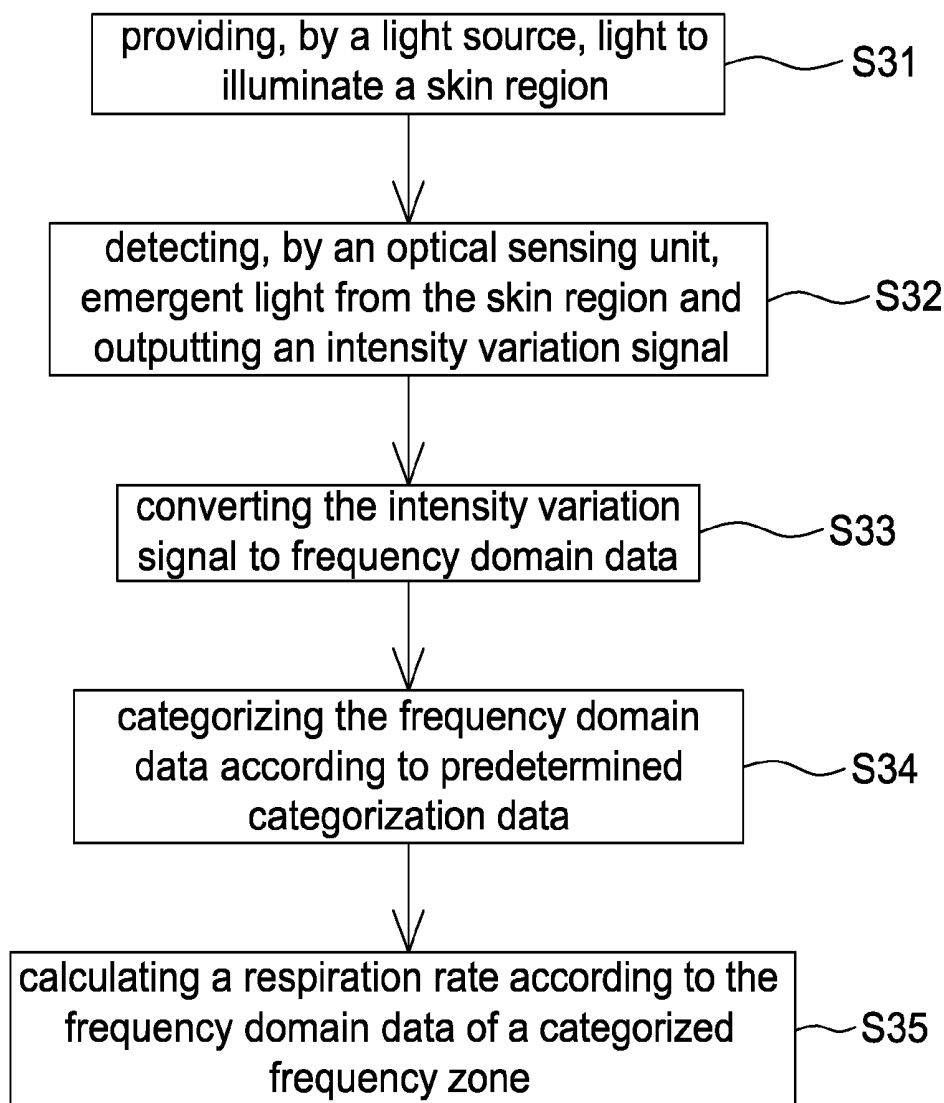 providing, by a light source, light to
illuminate a skin region
S31
detecting, by an optical sensing unit,
emergent light from the skin region and
outputting an intensity variation signal
S32
converting the intensity variation
signal to frequency domain data
S33
categorizing the frequency domain
data according to predetermined
categorization data
S34
calculating a respiration rate according to the
frequency domain data of a categorized
frequency zone
S35